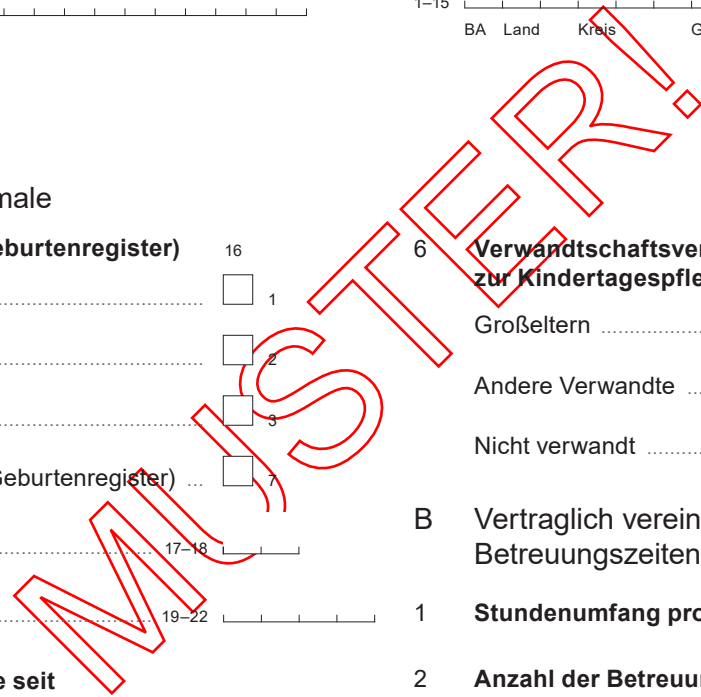 1–15
BA Land Kreis G
male
eburtenregister) 16
1
2
3
Geburtenregister) ... 7
17–18
19–22
e seit
6 Verwandtschaftsver
zur Kindertagespfle
Großeltern
Andere Verwandte
Nicht verwandt
B Vertraglich verein
Betreuungszeiten
1 Stundenumfang pro
2 Anzahl der Betreuun
MUSTER!